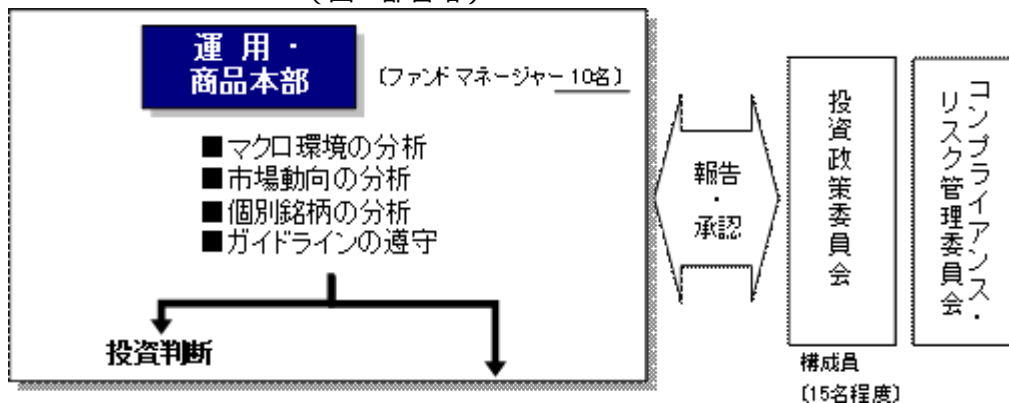 運 用 ・
商品本部
（ファンドマネージャー 10名）
■マクロ環境の分析
■市場動向の分析
■個別銘柄の分析
■ガイドラインの遵守
投資判断
報告
・
承認
投資政策委員会
コンプライアンス・
リスク管理委員会
構成員
（15名程度）